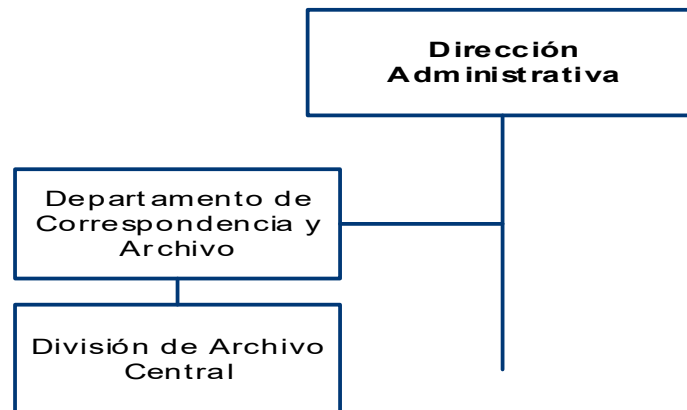 Dirección
Administrativa
Departamento de
Correspondencia y
Archivo
División de Archivo
Central